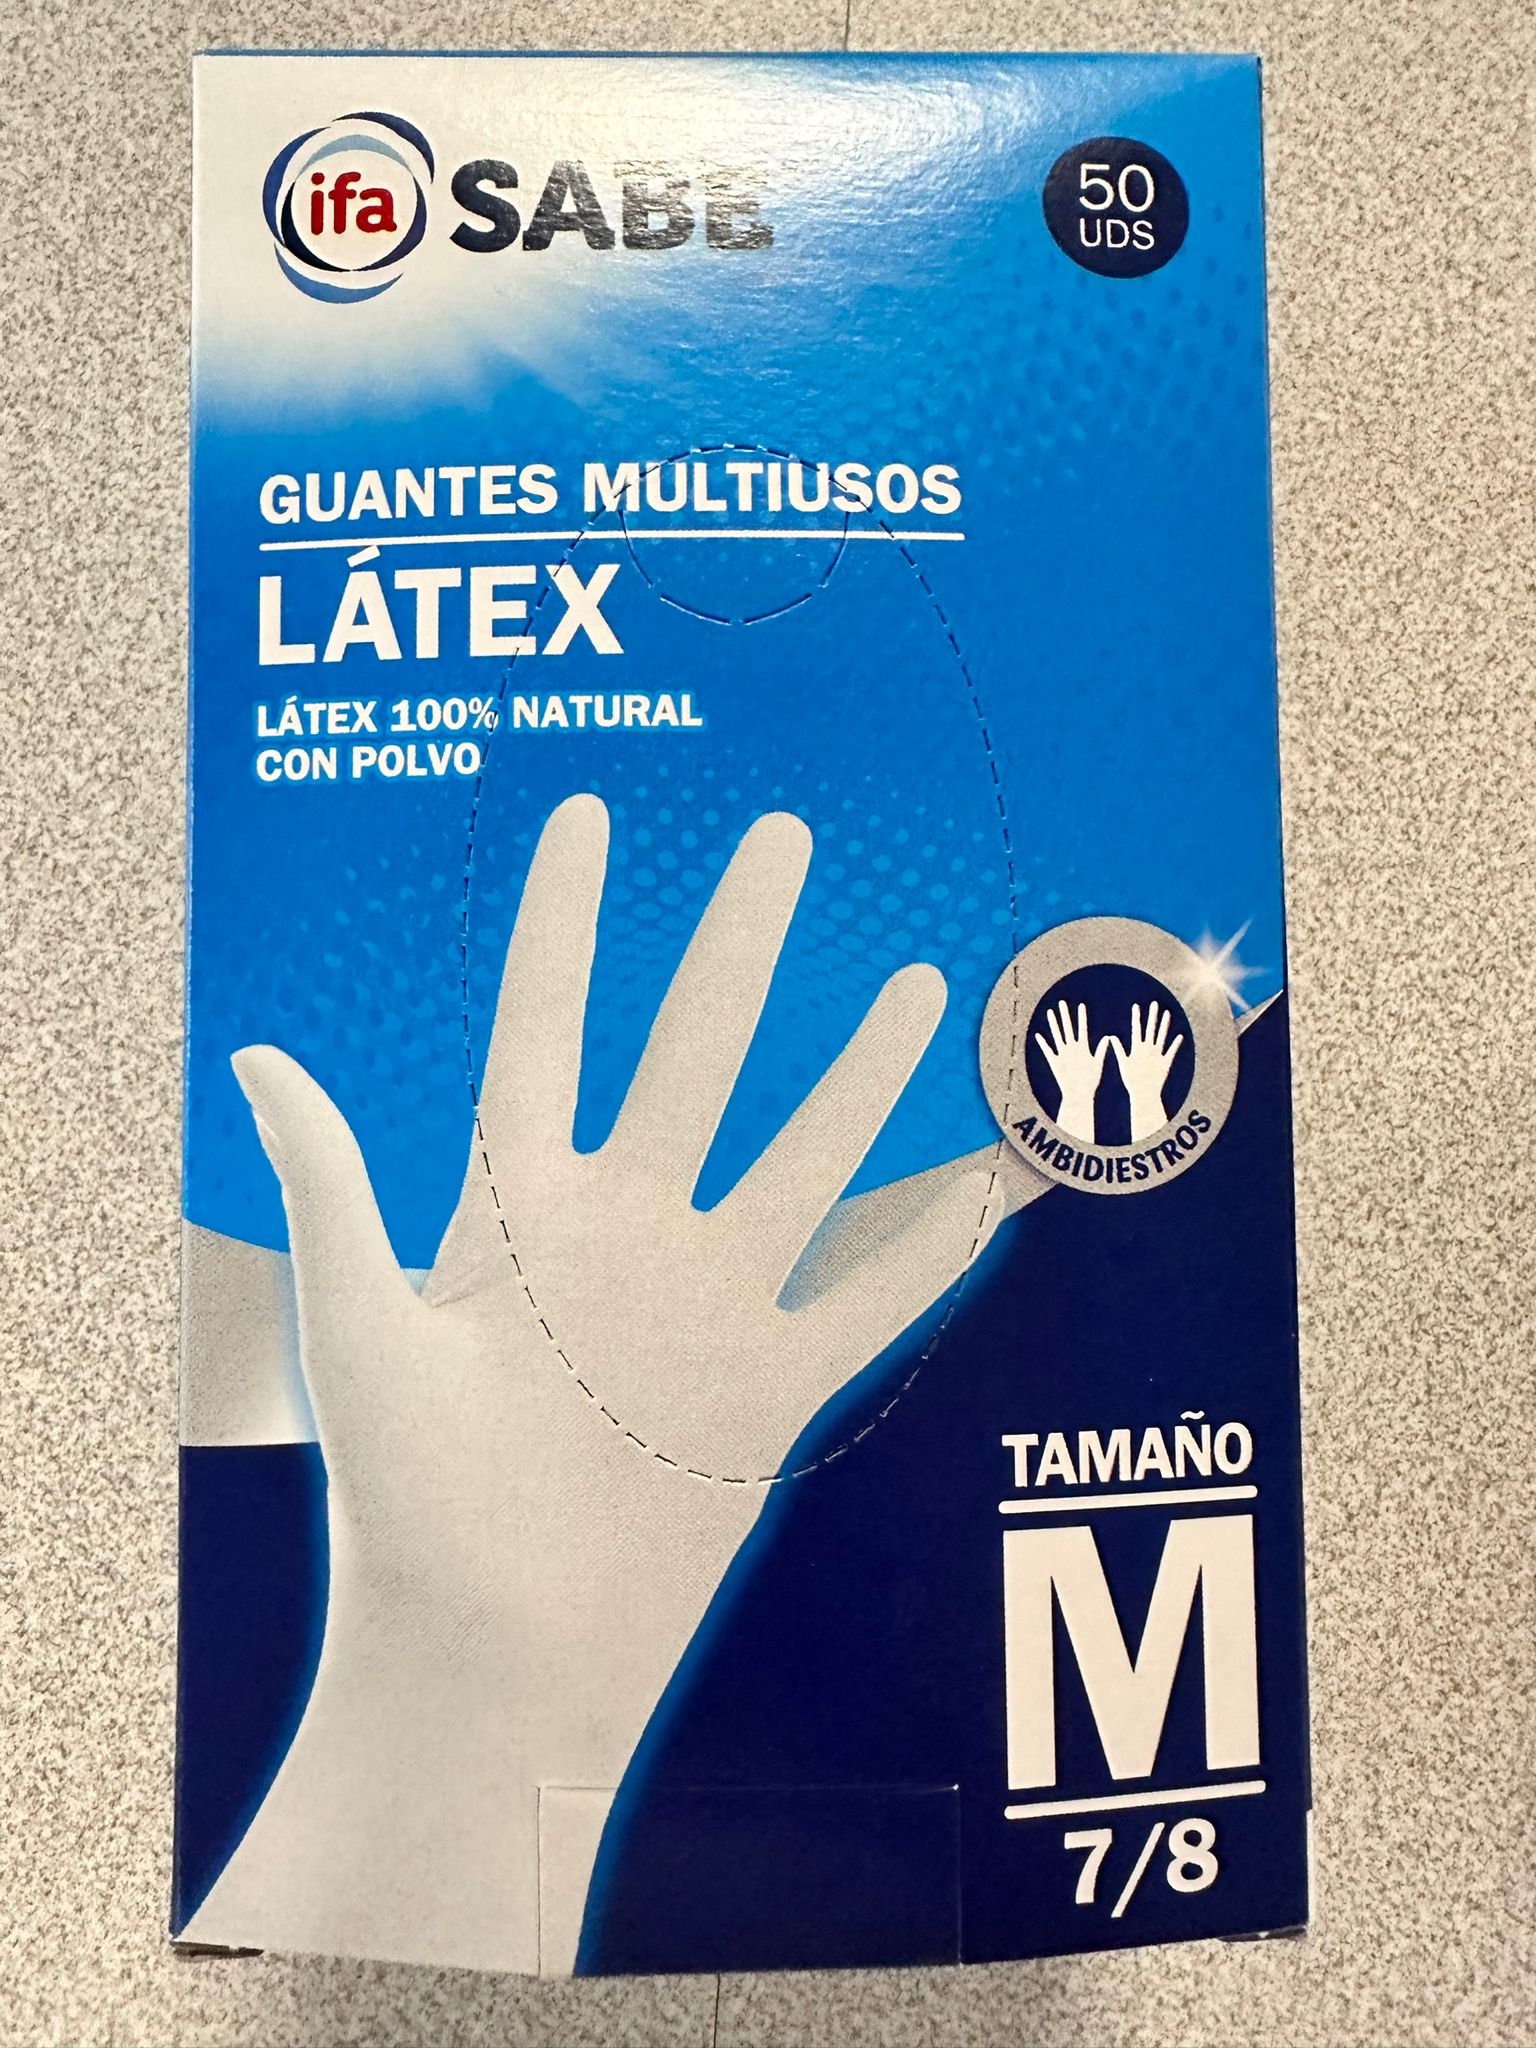 ifa SABE
50
UDS
GUANTES MULTIUSOS
LÁTEX
LÁTEX 100% NATURAL
CON POLVO
AMBIDIESTROS
TAMAÑO
M
7/8